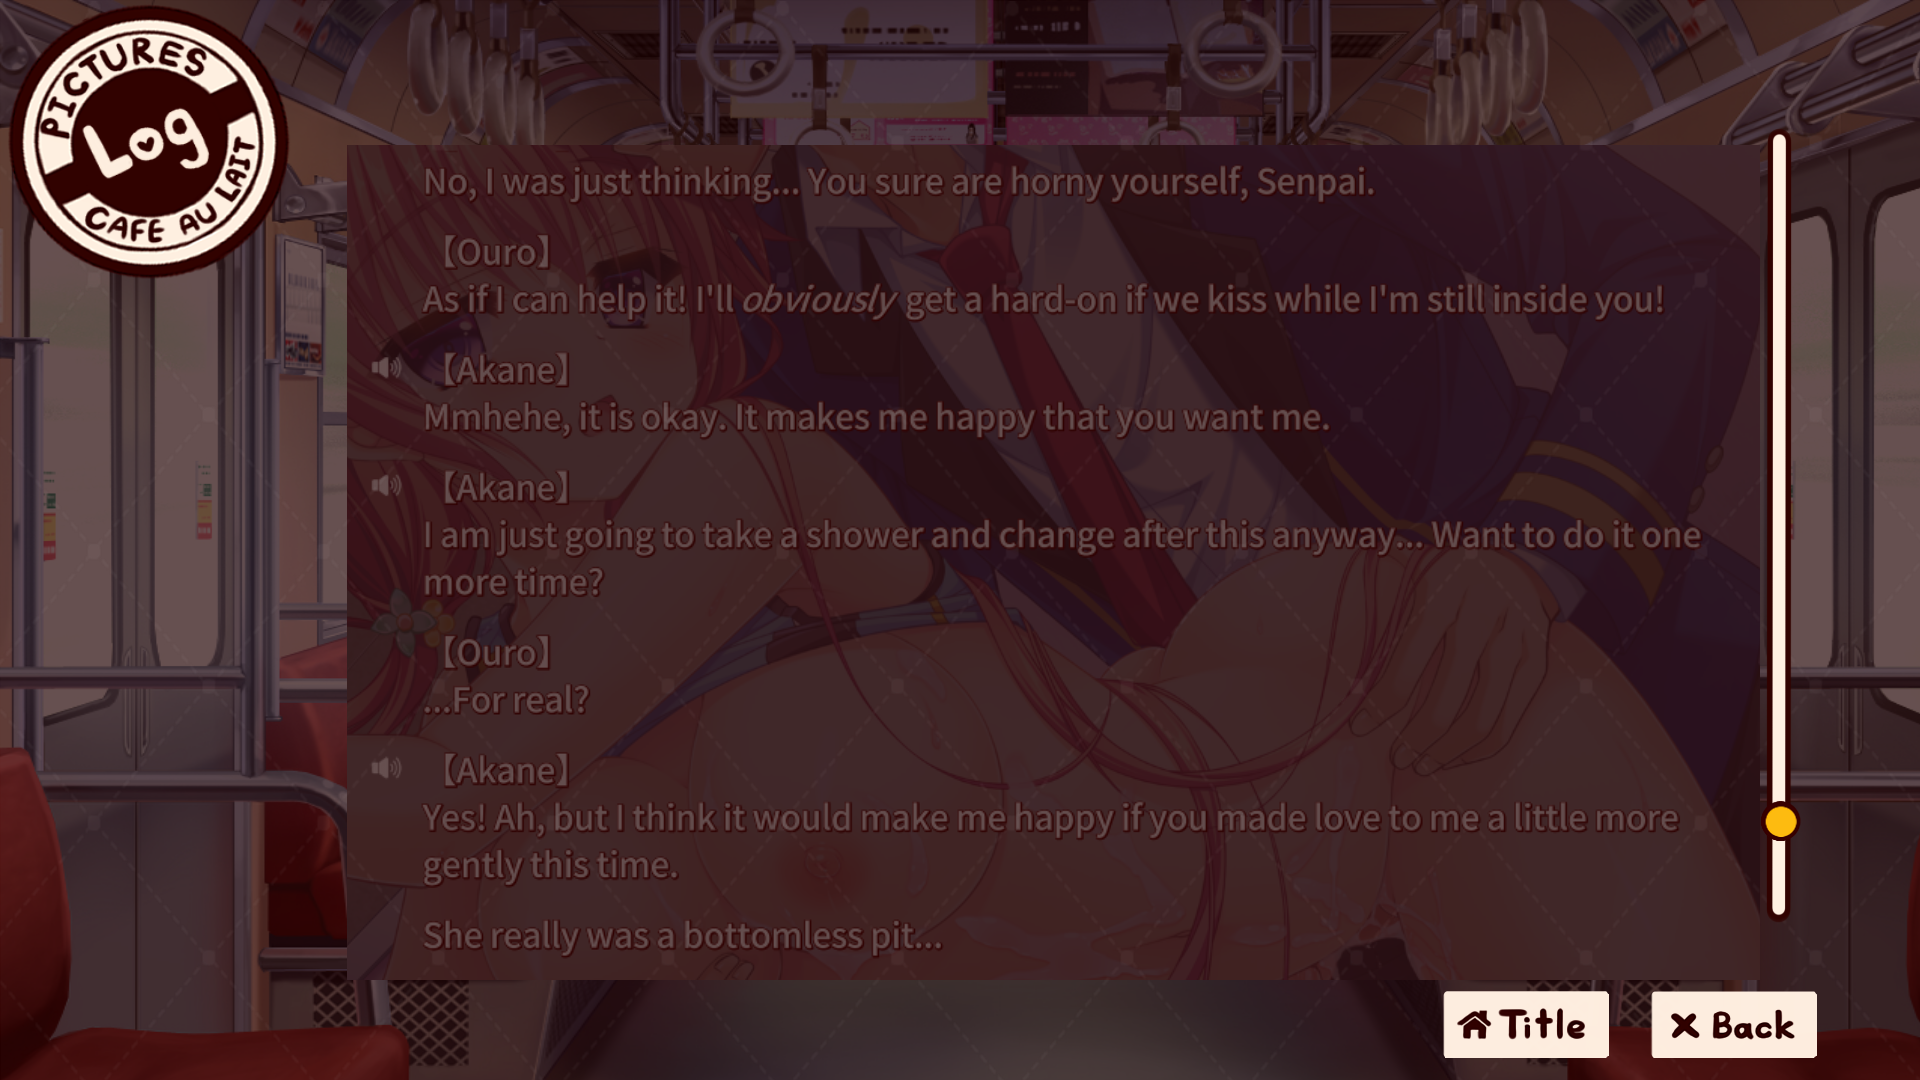 PICTURES
Log
CAFE AU LAIT
No, I was just thinking... You sure are horny yourself, Senpai.
【Ouro】
As if I can help it! I'll obviously get a hard-on if we kiss while I'm still inside you!
【Akane】
Mmhehe, it is okay. It makes me happy that you want me.
【Akane】
I am just going to take a shower and change after this anyway... Want to do it one
more time?
【Ouro】
...For real?
【Akane】
Yes! Ah, but I think it would make me happy if you made love to me a little more
gently this time.
She really was a bottomless pit...
Title
Back